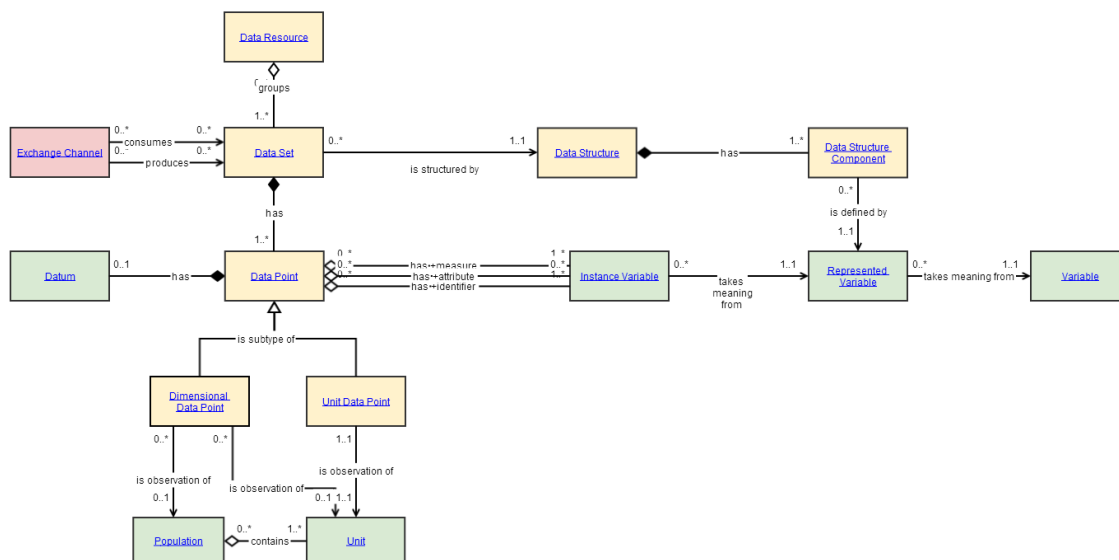 Data Resource
groups
1..*
0..*
consumes
0..*
Exchange Channel
produces
0..*
Data Set
0..*
is structured by
1..1
Data Structure
has
1..*
Data Structure
Component
has
1..*
0..*
is defined by
1..1
Datum
0..1
has
Data Point
0..*
has+measure
1..*
0..*
has+attribute
0..*
0..*
has+identifier
1..*
Instance Variable
0..*
takes
meaning
from
1..1
Represented
Variable
0..*
takes meaning from
1..1
Variable
is subtype of
Dimensional
Data Point
Unit Data Point
0..*
0..*
1..1
is observation of
is observation of
is observation of
0..1
0..1
1..1
Population
0..*
contains
1..*
Unit